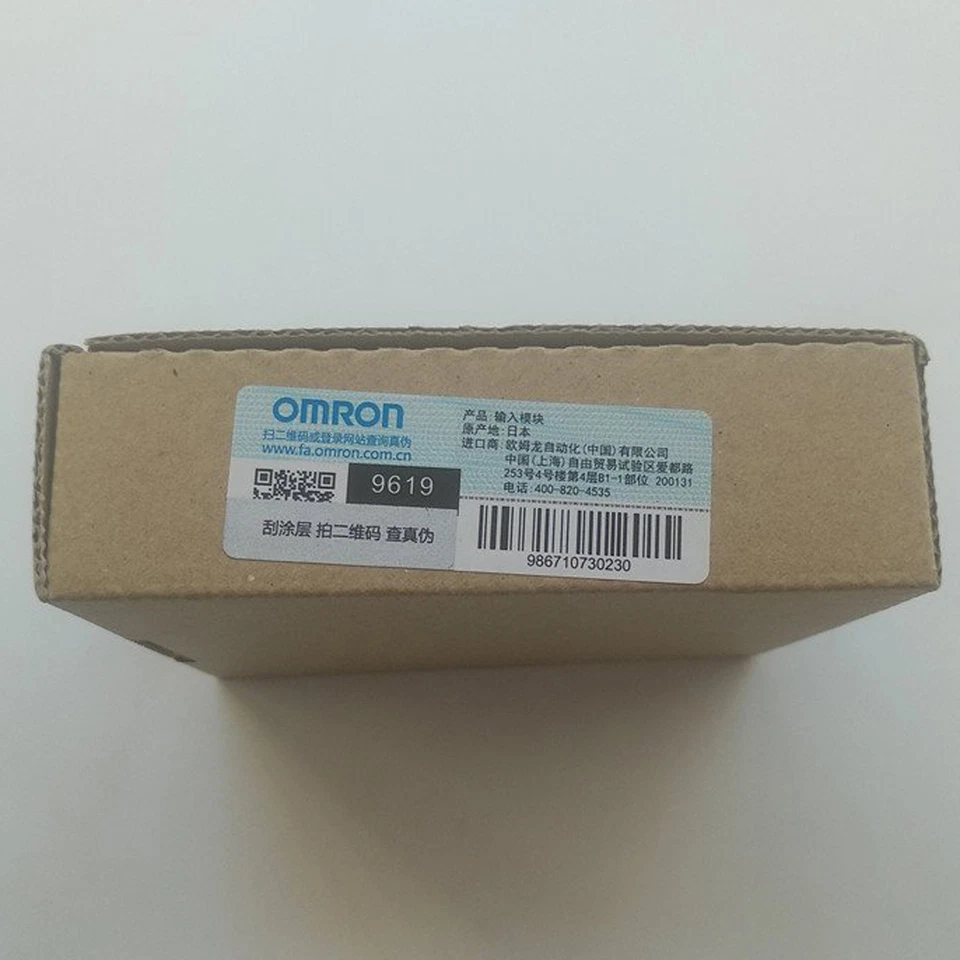 OMRON
扫二维码或登录网站查询真伪
www.fa.omron.com.cn
9619
刮涂层 拍二维码 查真伪
产品:输入模块
原产地:日本
进口商:欧姆龙自动化(中国)有限公司
中国(上海)自由贸易试验区爱都路
253号4号楼第4层B1-1部位 200131
电话:400-820-4535
986710730230